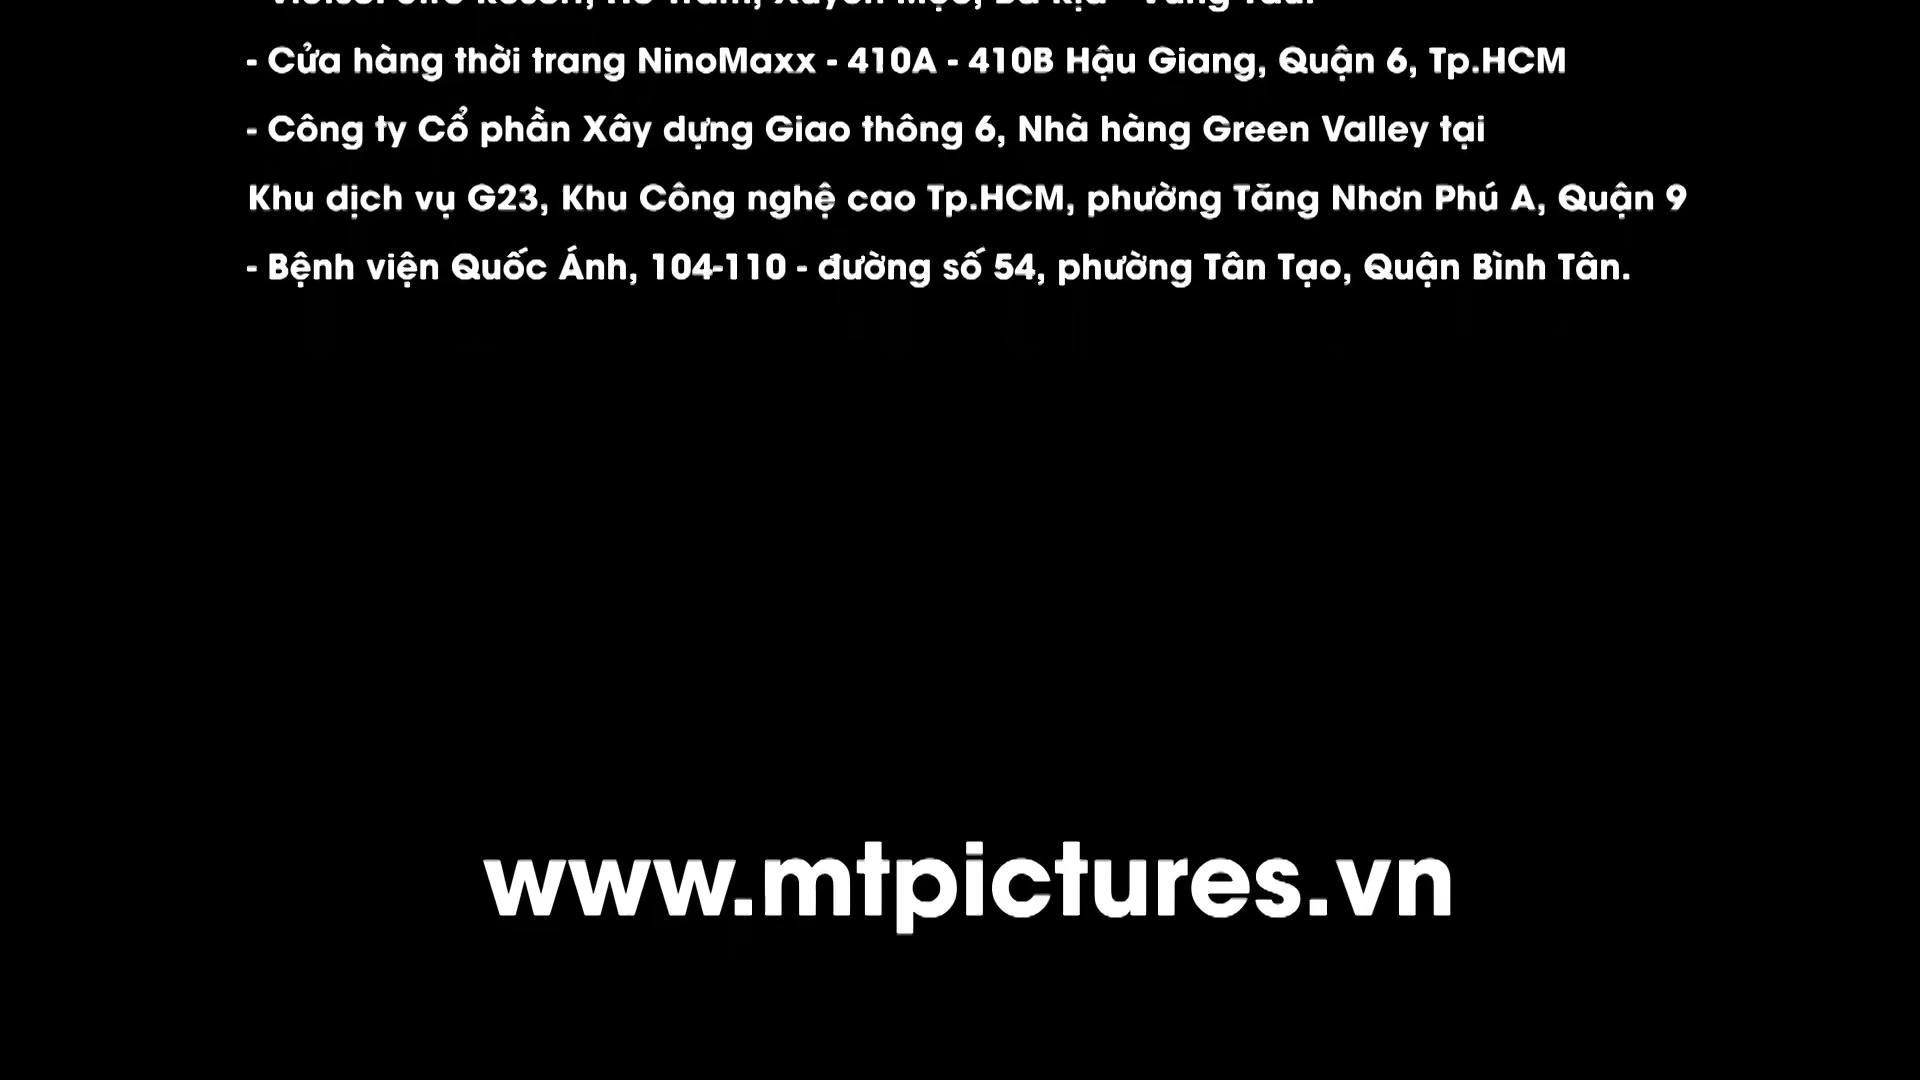 - Cửa hàng thời trang NinoMaxx - 410A - 410B Hậu Giang, Quận 6, Tp.HCM
- Công ty Cổ phần Xây dựng Giao thông 6, Nhà hàng Green Valley tại
Khu dịch vụ G23, Khu Công nghệ cao Tp.HCM, phường Tăng Nhơn Phú A, Quận 9
- Bệnh viện Quốc Ánh, 104-110 - đường số 54, phường Tân Tạo, Quận Bình Tân.
www.mtpictures.vn